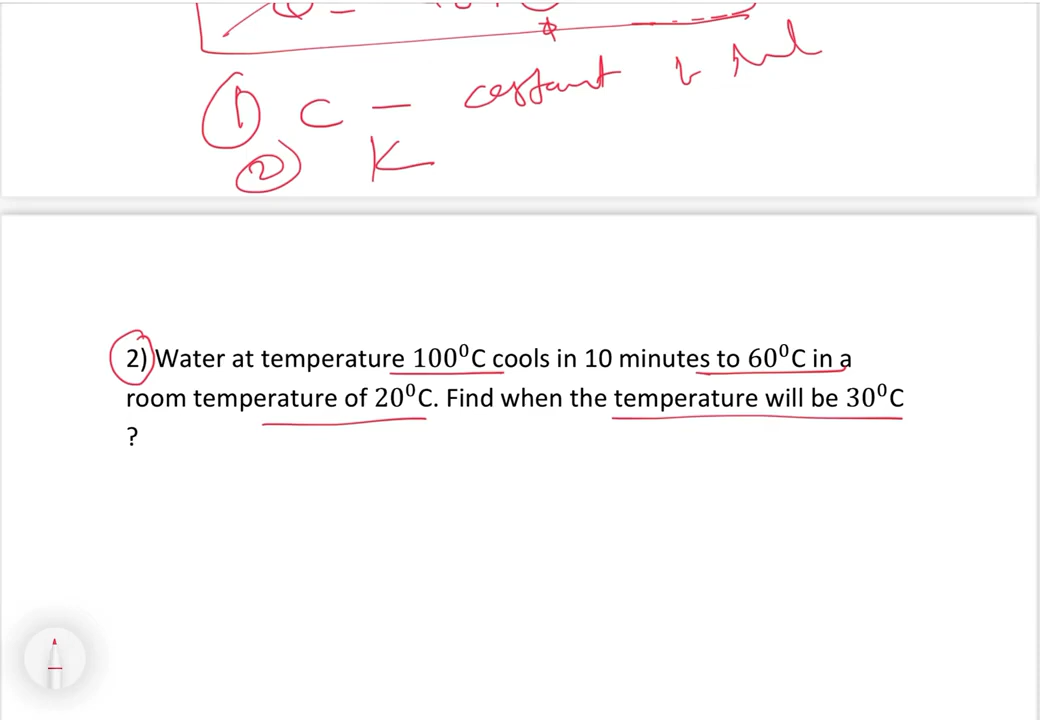 ① C — constant
② K
2) Water at temperature 100⁰C cools in 10 minutes to 60⁰C in a
room temperature of 20⁰C. Find when the temperature will be 30⁰C
?